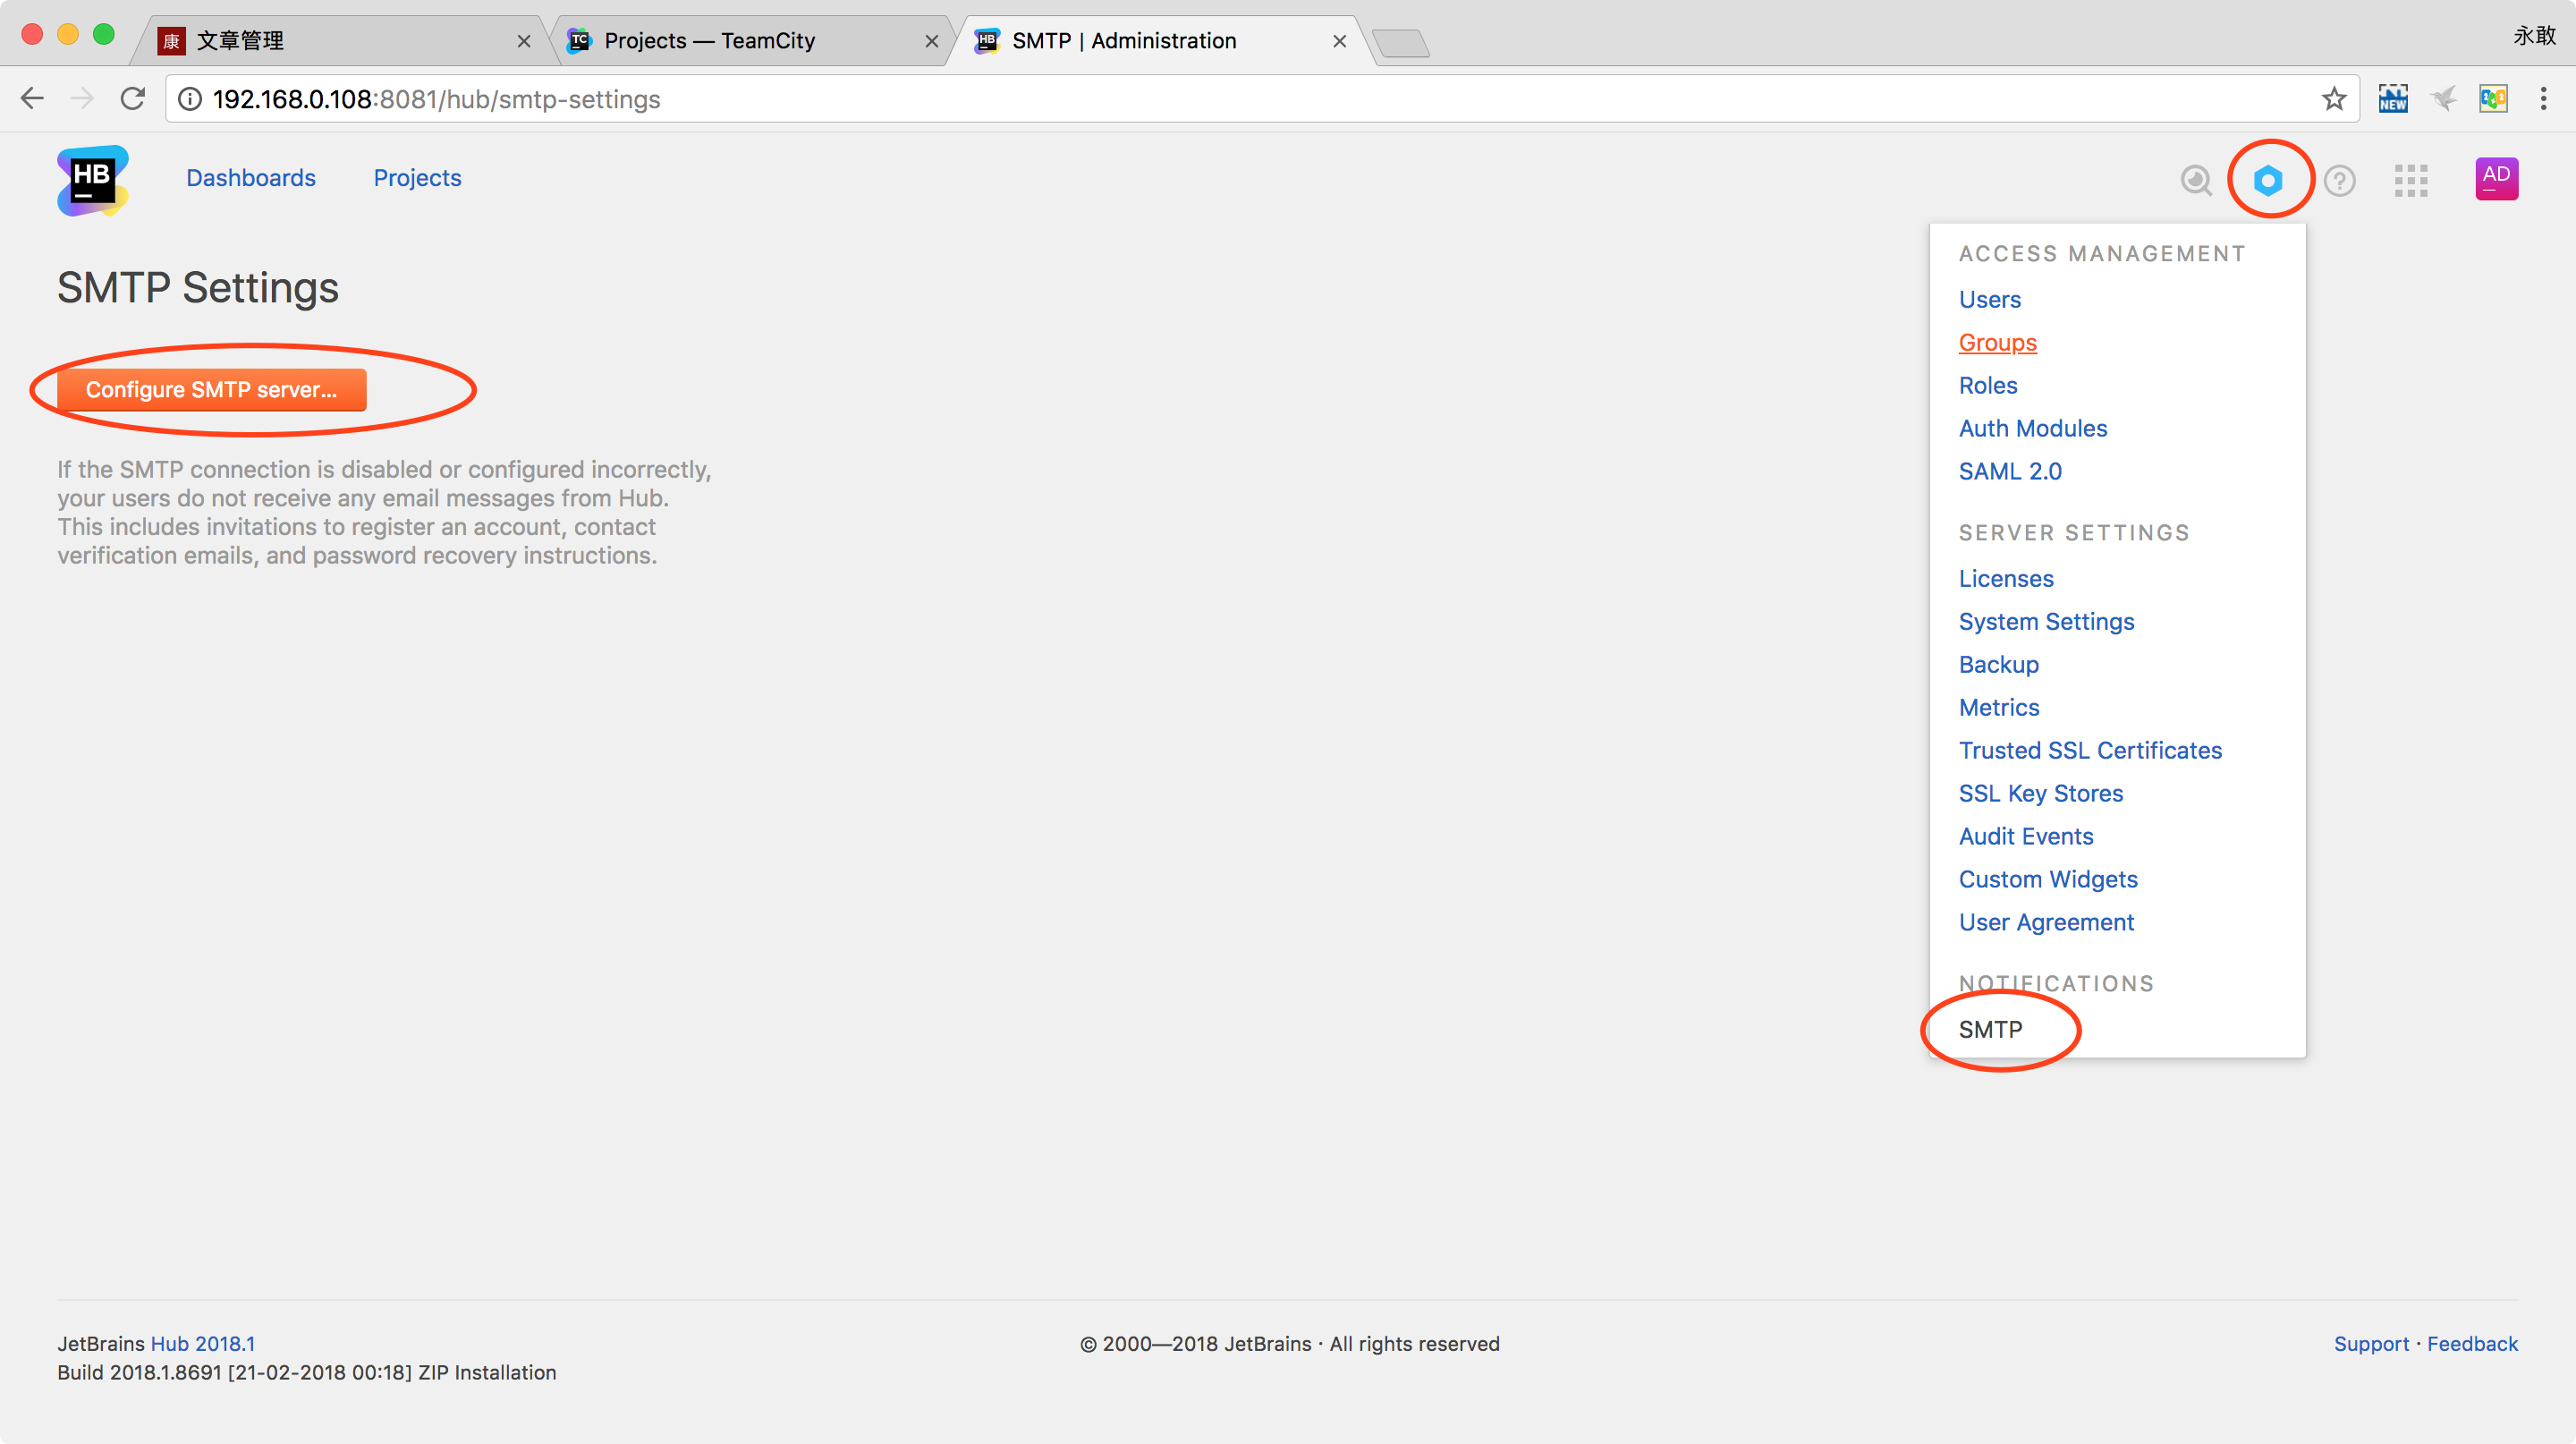 康 文章管理
TC Projects — TeamCity
HB SMTP | Administration
永敢
192.168.0.108:8081/hub/smtp-settings
NEW
HB
Dashboards
Projects
?
AD
SMTP Settings
Configure SMTP server...
If the SMTP connection is disabled or configured incorrectly,
your users do not receive any email messages from Hub.
This includes invitations to register an account, contact
verification emails, and password recovery instructions.
ACCESS MANAGEMENT
Users
Groups
Roles
Auth Modules
SAML 2.0
SERVER SETTINGS
Licenses
System Settings
Backup
Metrics
Trusted SSL Certificates
SSL Key Stores
Audit Events
Custom Widgets
User Agreement
NOTIFICATIONS
SMTP
JetBrains Hub 2018.1
Build 2018.1.8691 [21-02-2018 00:18] ZIP Installation
© 2000—2018 JetBrains · All rights reserved
Support · Feedback